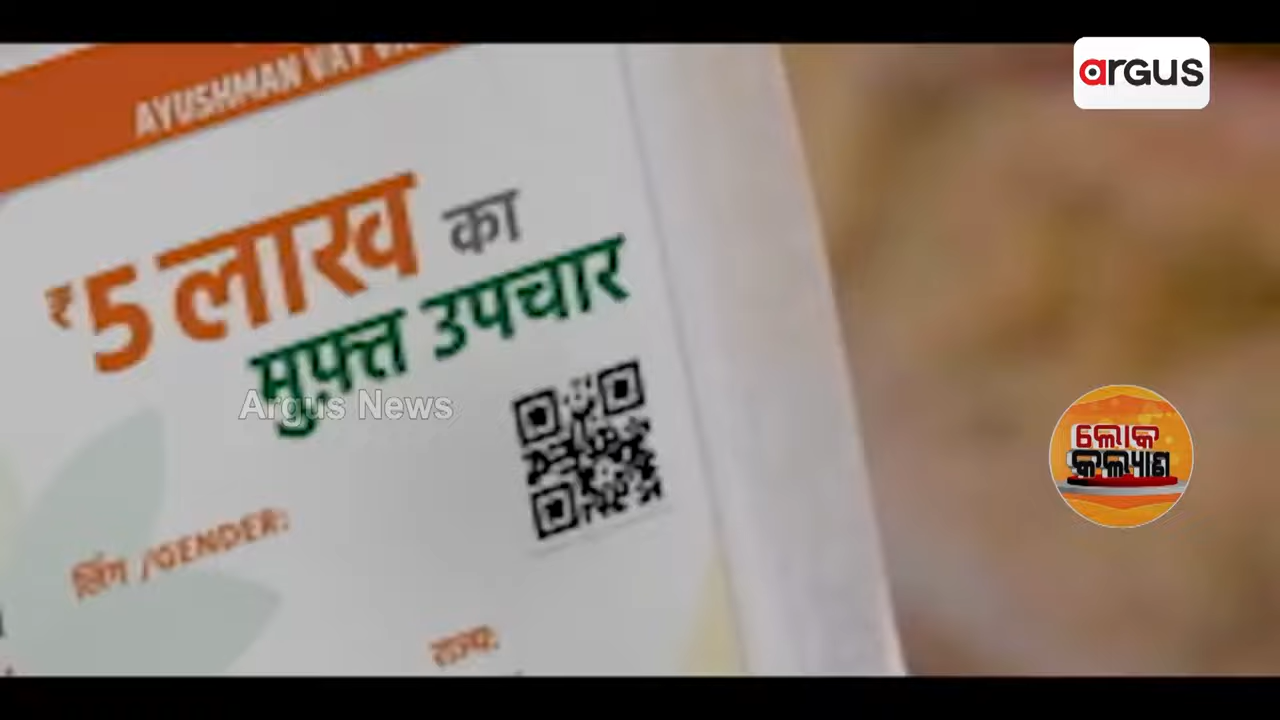 AYUSHMAN VAY
argus
₹5 लाख का
मुफ़्त उपचार
Argus News
ଲୋକ
କଲ୍ୟାଣ
लिंग /GENDER:
राज्य: